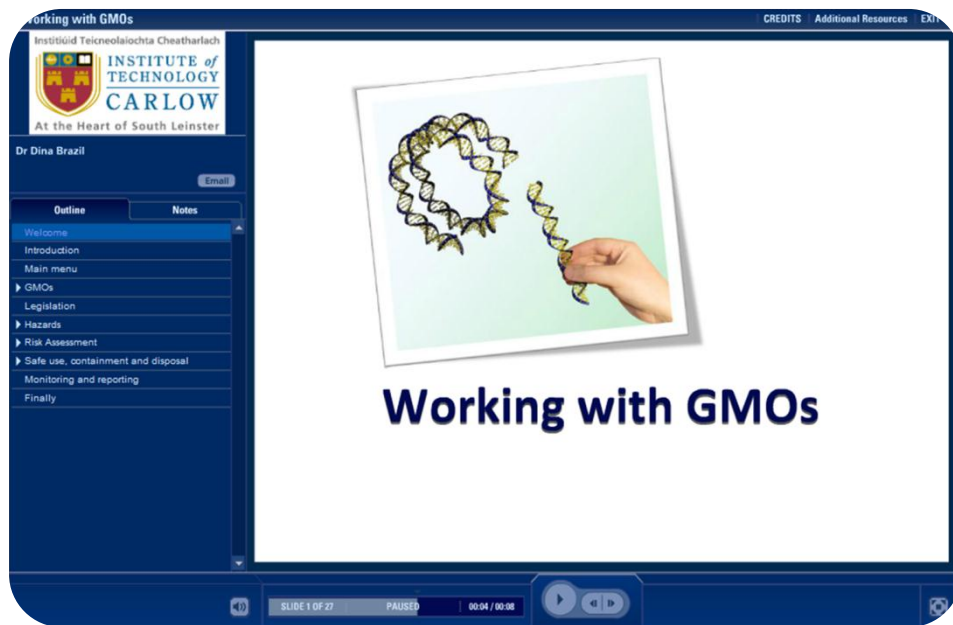 Working with GMOs
CREDITS
Additional Resources
EXIT
Institiúid Teicneolaíochta Cheatharlach
INSTITUTE of
TECHNOLOGY
CARLOW
At the Heart of South Leinster
Dr Dina Brazil
Email
Outline
Notes
Welcome
Introduction
Main menu
GMOs
Legislation
Hazards
Risk Assessment
Safe use, containment and disposal
Monitoring and reporting
Finally
Working with GMOs
SLIDE 1 OF 27
PAUSED
00:04 / 00:08